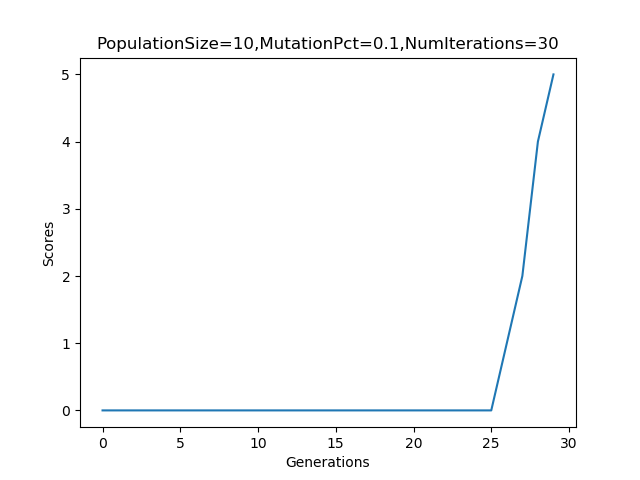 PopulationSize=10,MutationPct=0.1,NumIterations=30
5
4
3
2
1
0
Scores
0 5 10 15 20 25 30
Generations